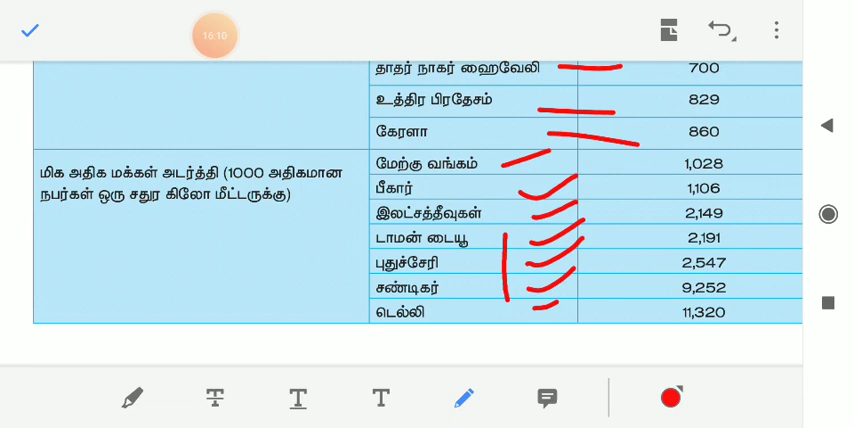 16:10
தாதர் நாகர் ஹைவேலி 700
உத்திர பிரதேசம் 829
கேரளா 860
மிக அதிக மக்கள் அடர்த்தி (1000 அதிகமான
நபர்கள் ஒரு சதுர கிலோ மீட்டருக்கு)
மேற்கு வங்கம் 1,028
பீகார் 1,106
இலட்சத்தீவுகள் 2,149
டாமன் டையூ 2,191
புதுச்சேரி 2,547
சண்டிகர் 9,252
டெல்லி 11,320
T T T